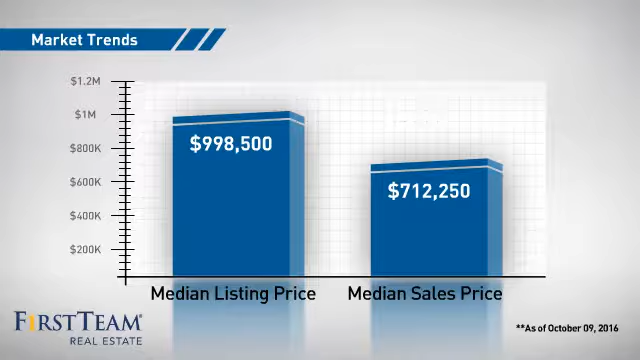 Market Trends
$1.2M
$1M
$800K
$600K
$400K
$200K
$998,500
$712,250
Median Listing Price
Median Sales Price
FIRSTTEAM®
REAL ESTATE
**As of October 09, 2016